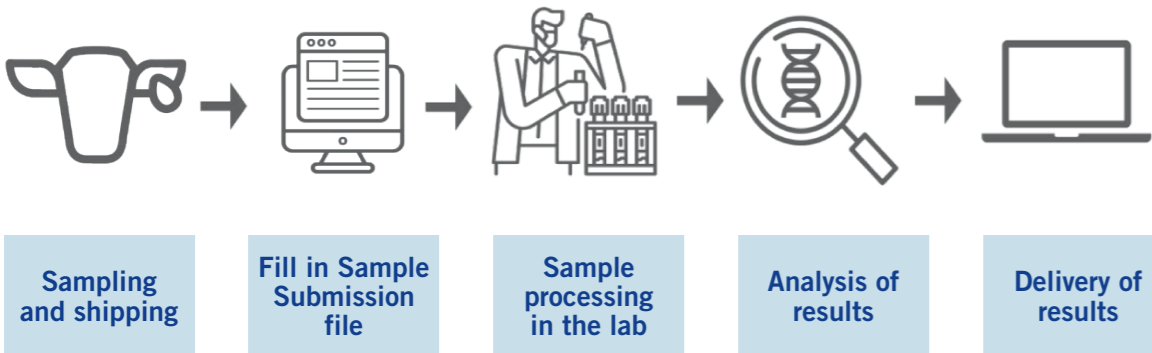 Sampling
and shipping
Fill in Sample
Submission
file
Sample
processing
in the lab
Analysis of
results
Delivery of
results